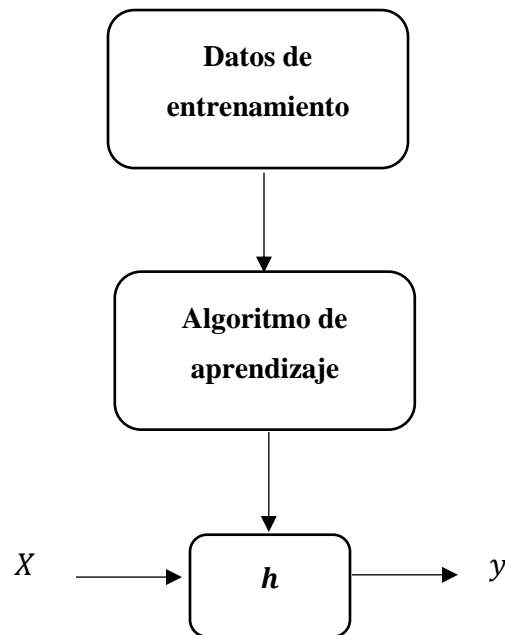 Datos de
entrenamiento
Algoritmo de
aprendizaje
X
h
y